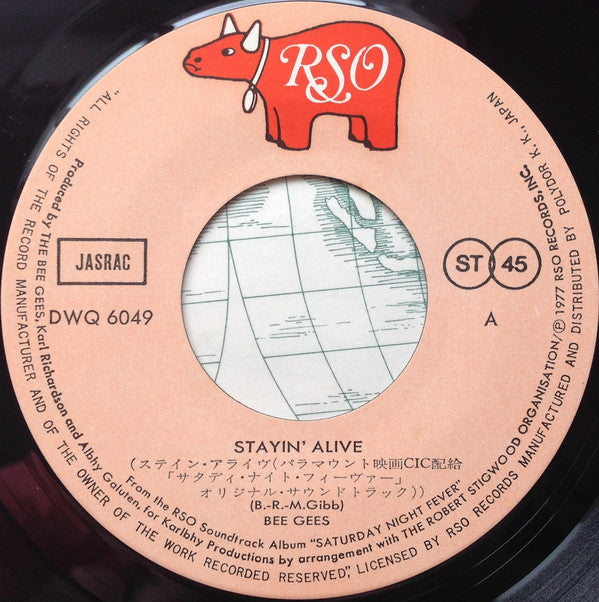 RSO
JASRAC
DWQ 6049
ST 45
A
STAYIN' ALIVE
(ステイン・アライヴ(パラマウント映画CIC配給
「サタデイ・ナイト・フィーヴァー」
オリジナル・サウンドトラック))
(B.-R.-M.Gibb)
BEE GEES
Produced by THE BEE GEES, Karl Richardson and Albhy Galuten, for Karlbhy Productions by arrangement with THE ROBERT STIGWOOD ORGANISATION/℗ 1977 RSO RECORDS, INC.
From the RSO Soundtrack Album "SATURDAY NIGHT FEVER"
"ALL RIGHTS OF THE RECORD MANUFACTURER AND OF THE OWNER OF THE WORK RECORDED RESERVED", LICENSED BY RSO RECORDS MANUFACTURED AND DISTRIBUTED BY POLYDOR K. K., JAPAN